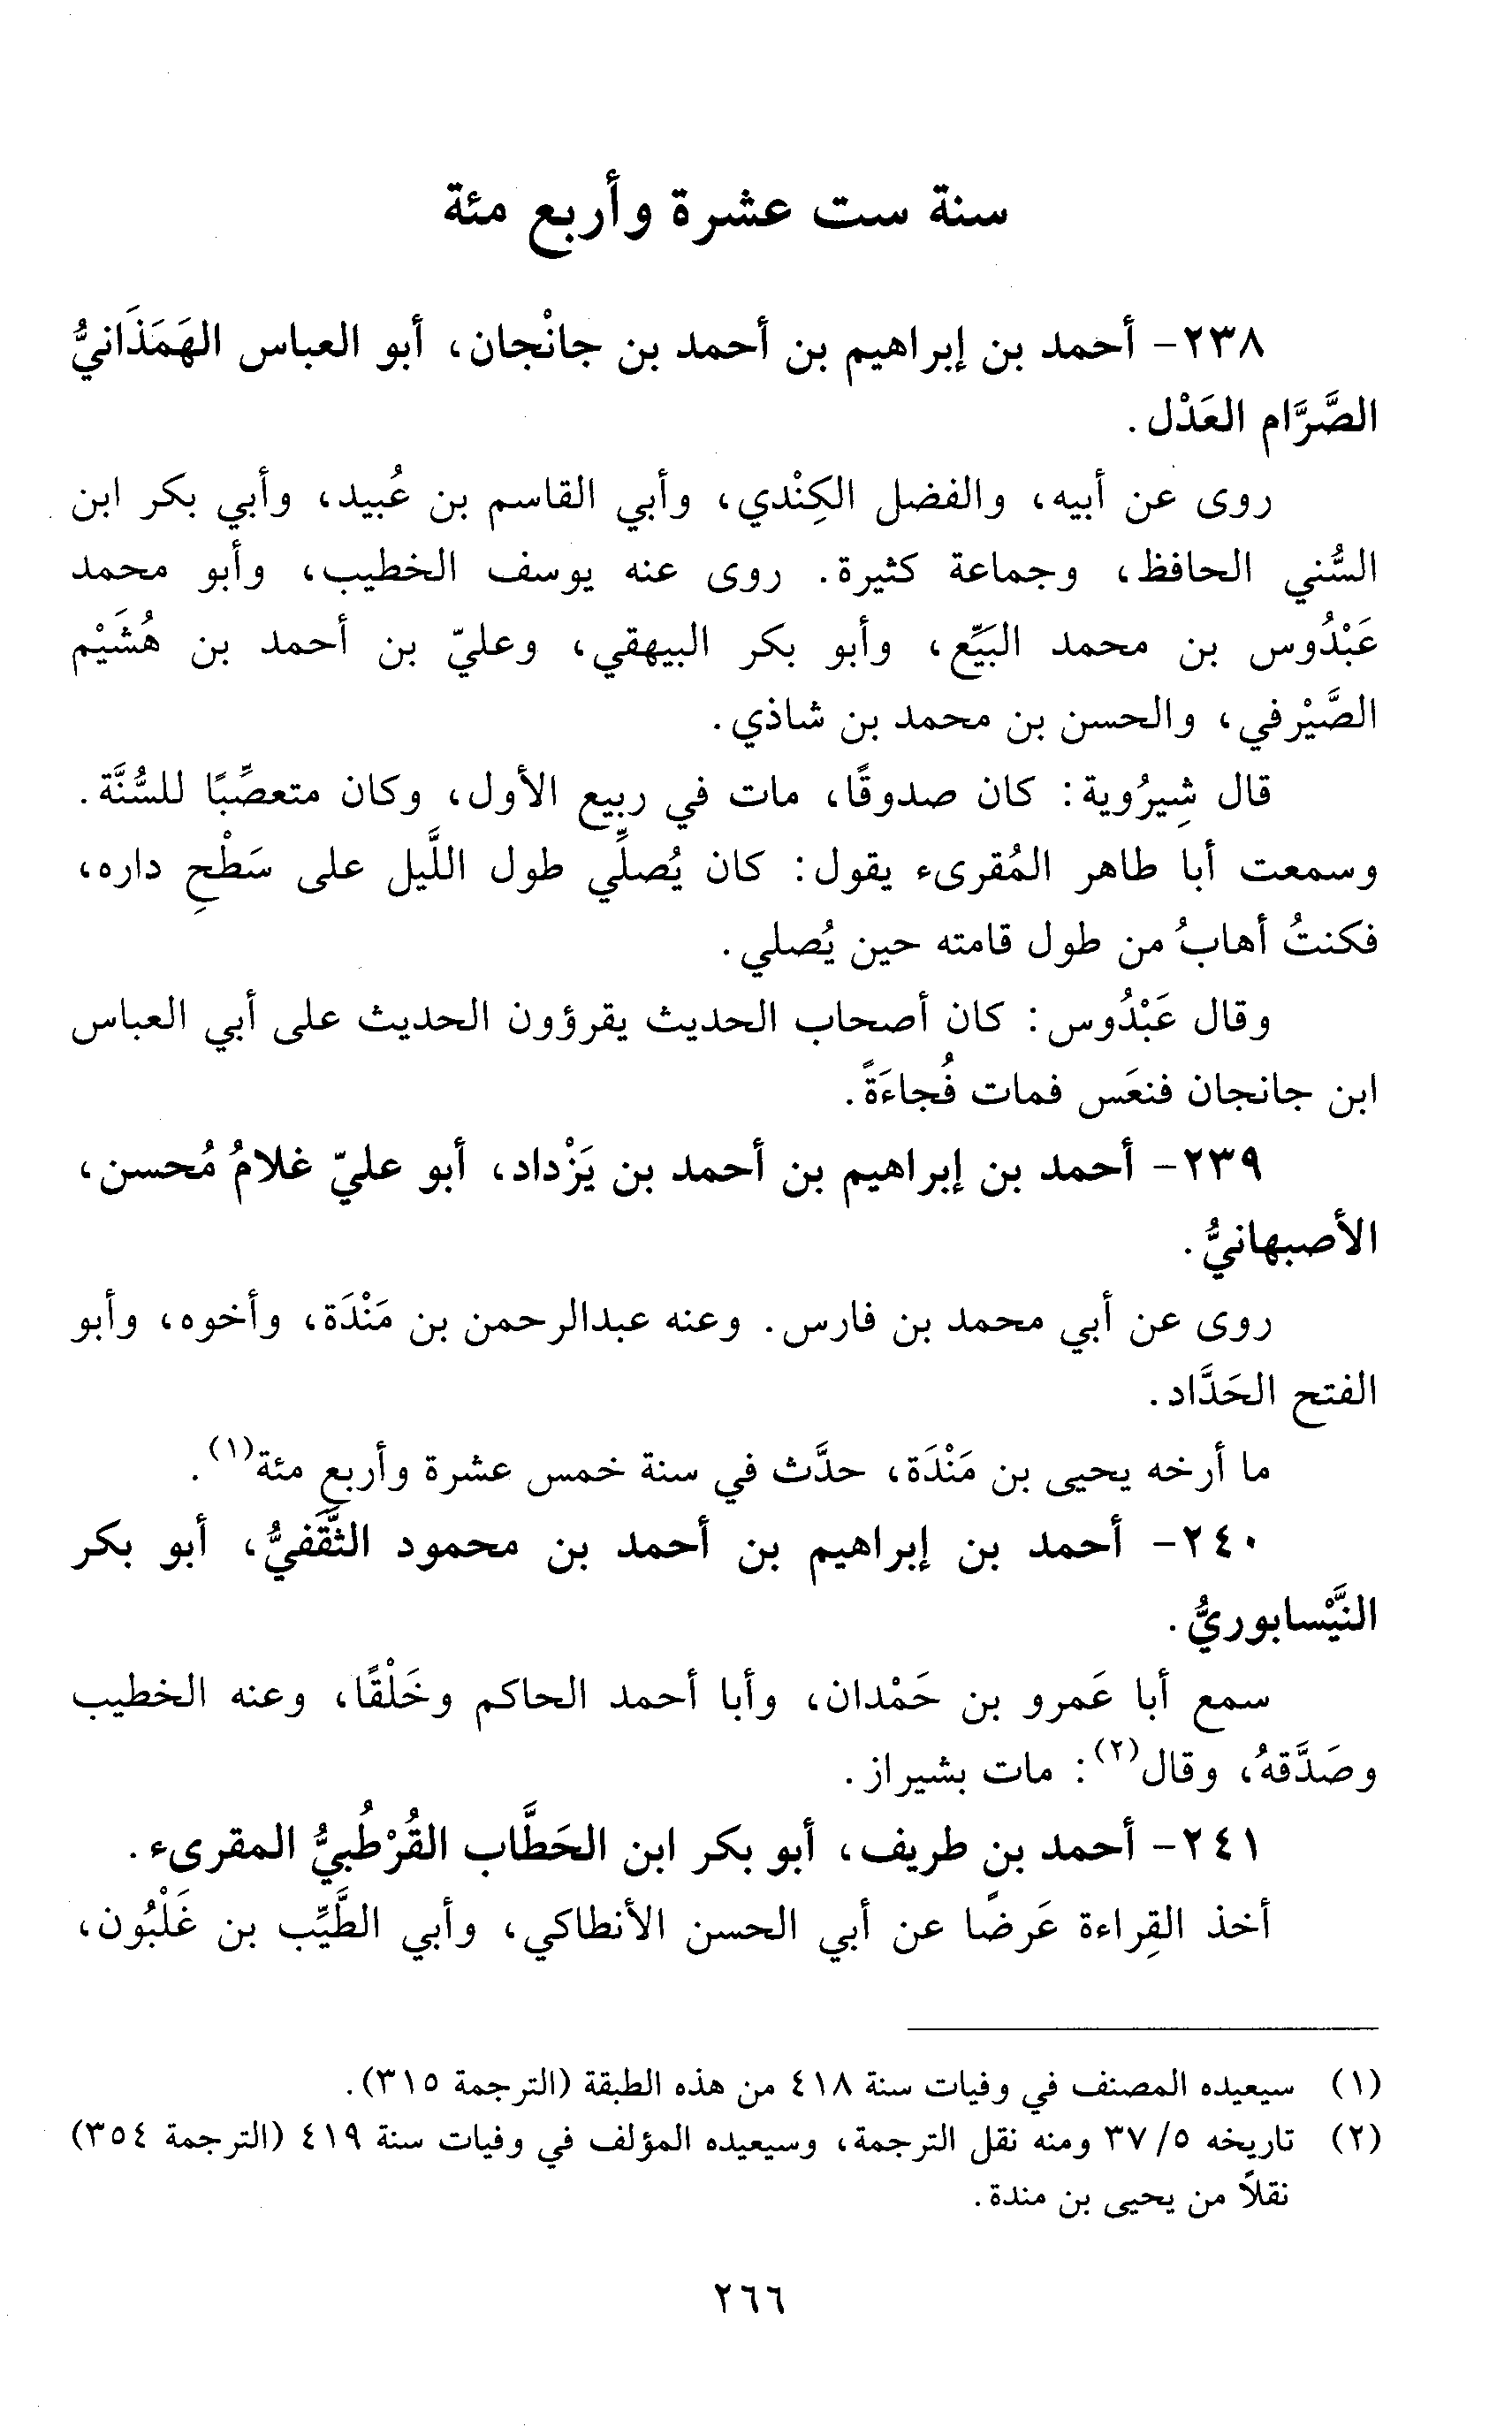 سنة ست عشرة وأربع مئة
٢٣٨- أحمد بن إبراهيم بن أحمد بن جانْجان، أبو العباس الهَمَذَانيُّ
الصَّرَّام العَدْل.
روى عن أبيه، والفضل الكِنْدي، وأبي القاسم بن عُبيد، وأبي بكر ابن
السُّني الحافظ، وجماعة كثيرة. روى عنه يوسف الخطيب، وأبو محمد
عَبْدُوس بن محمد البَيِّع، وأبو بكر البيهقي، وعليّ بن أحمد بن هُشَيْم
الصَّيْرفي، والحسن بن محمد بن شاذي.
قال شِيرُوية: كان صدوقًا، مات في ربيع الأول، وكان متعصِّبًا للسُّنَّة.
وسمعت أبا طاهر المُقرىء يقول: كان يُصلِّي طول اللَّيل على سَطْحِ داره،
فكنتُ أهابُ من طول قامته حين يُصلي.
وقال عَبْدُوس: كان أصحاب الحديث يقرؤون الحديث على أبي العباس
ابن جانجان فنعَس فمات فُجاءَةً.
٢٣٩- أحمد بن إبراهيم بن أحمد بن يَزْداد، أبو عليّ غلامُ مُحسن،
الأصبهانيُّ.
روى عن أبي محمد بن فارس. وعنه عبدالرحمن بن مَنْدَة، وأخوه، وأبو
الفتح الحَدَّاد.
ما أرخه يحيى بن مَنْدَة، حدَّث في سنة خمس عشرة وأربع مئة(١).
٢٤٠- أحمد بن إبراهيم بن أحمد بن محمود الثَّقَفيُّ، أبو بكر
النَّيْسابوريُّ.
سمع أبا عَمرو بن حَمْدان، وأبا أحمد الحاكم وخَلْقًا، وعنه الخطيب
وصَدَّقهُ، وقال(٢): مات بشيراز.
٢٤١- أحمد بن طريف، أبو بكر ابن الحَطَّاب القُرْطُبيُّ المقرىء.
أخذ القِراءة عَرضًا عن أبي الحسن الأنطاكي، وأبي الطَّيِّب بن غَلْبُون،
(١) سيعيده المصنف في وفيات سنة ٤١٨ من هذه الطبقة (الترجمة ٣١٥).
(٢) تاريخه ٥/ ٣٧ ومنه نقل الترجمة، وسيعيده المؤلف في وفيات سنة ٤١٩ (الترجمة ٣٥٤)
نقلاً من يحيى بن مندة.
٢٦٦